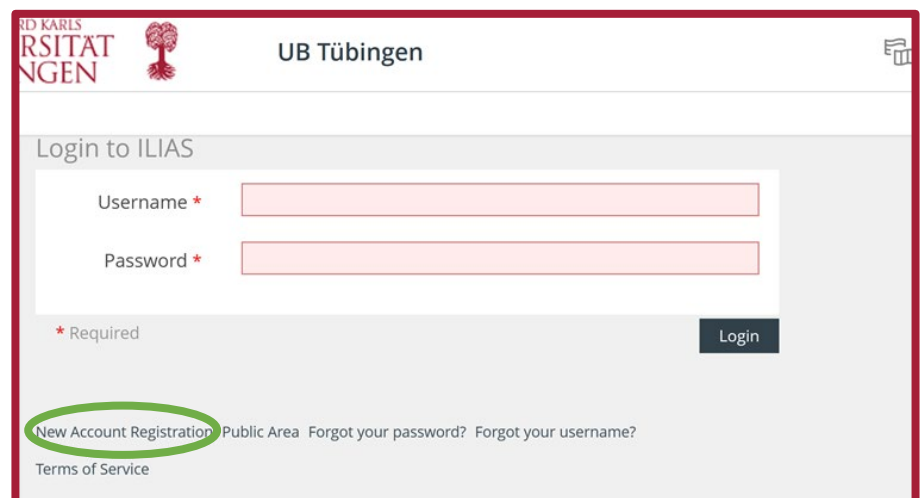 RD KARLS
RSITÄT
NGEN
UB Tübingen
Login to ILIAS
Username *
Password *
* Required
Login
New Account Registration Public Area Forgot your password? Forgot your username?
Terms of Service